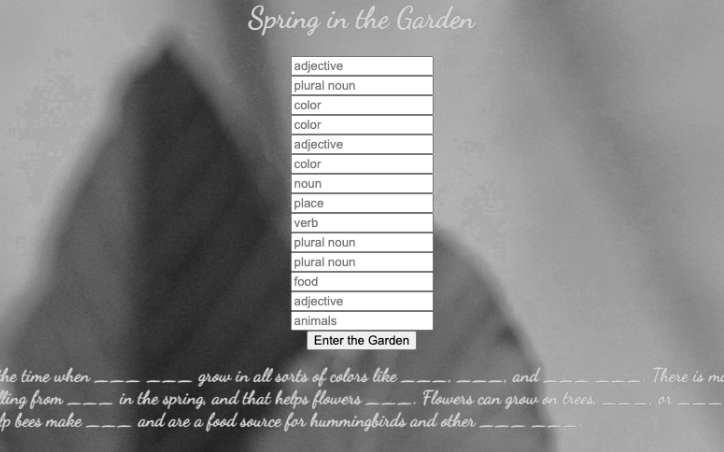 Spring in the Garden
adjective
plural noun
color
color
adjective
color
noun
place
verb
plural noun
plural noun
food
adjective
animals
Enter the Garden
the time when ___ ___ grow in all sorts of colors like ___, ___, and ___ ___. There is
from ___ in the spring, and that helps flowers ___. Flowers can grow on trees, ___, or ___
bees make ___ and are a food source for hummingbirds and other ___ ___.